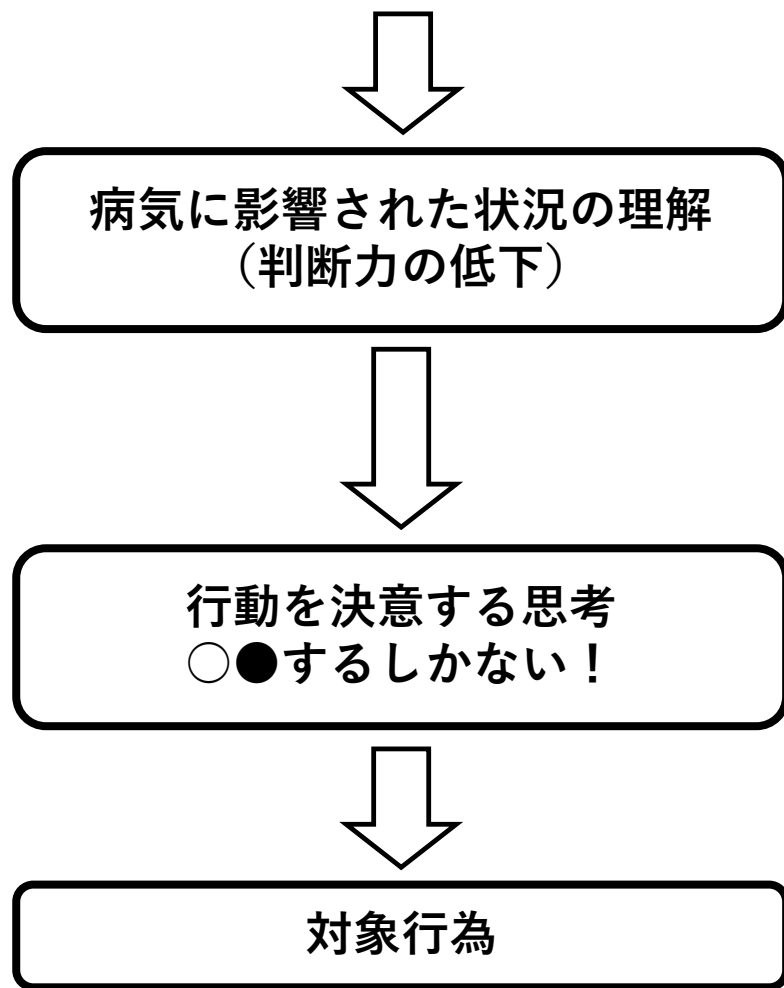 病気に影響された状況の理解
（判断力の低下）
行動を決意する思考
○●するしかない！
対象行為